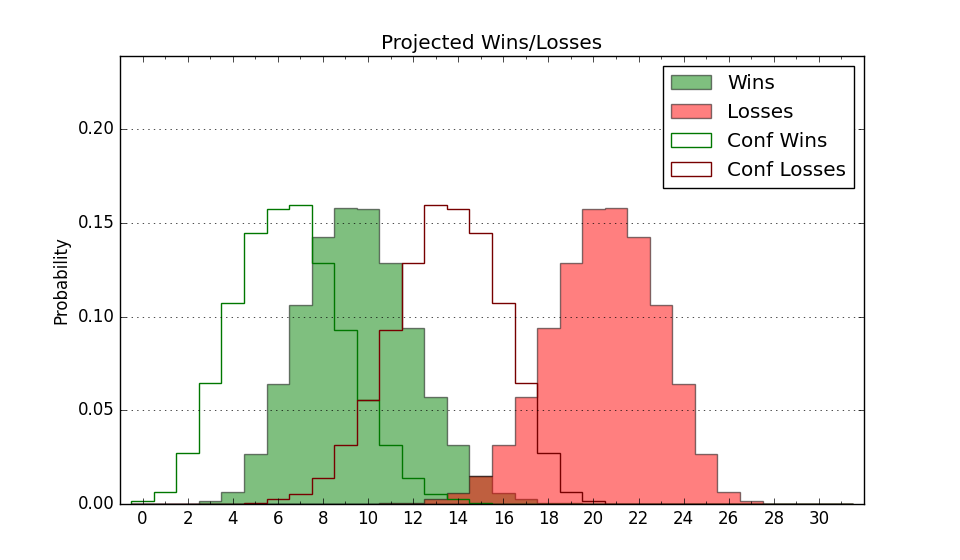 Projected Wins/Losses
Wins
Losses
Conf Wins
Conf Losses
Probability
0.20
0.15
0.10
0.05
0.00
0 2 4 6 8 10 12 14 16 18 20 22 24 26 28 30